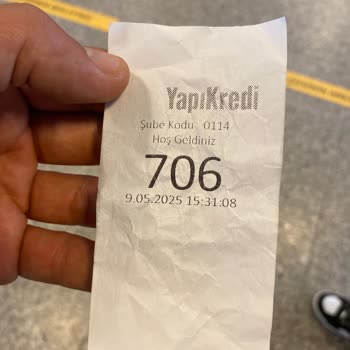 YapıKredi
Şube Kodu 0114
Hoş Geldiniz
706
9.05.2025 15:31:08